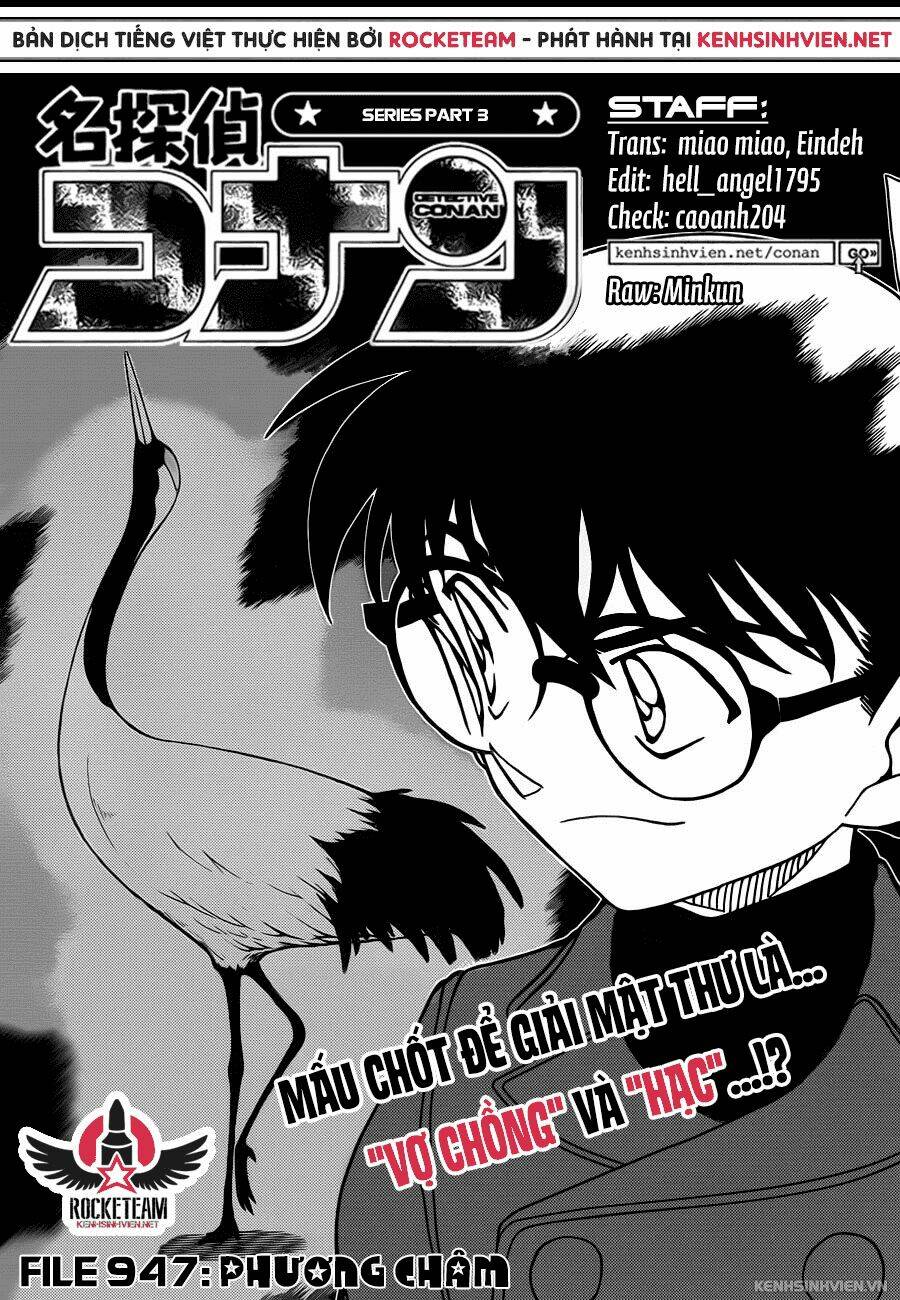 BẢN DỊCH TIẾNG VIỆT THỰC HIỆN BỞI ROCKETEAM - PHÁT HÀNH TẠI KENHSINHVIEN.NET
名探偵
★ SERIES PART 3 ★
コナン
DETECTIVE
CONAN
STAFF:
Trans: miao miao, Eindeh
Edit: hell_angel1795
Check: caoanh204
kenhsinhvien.net/conan GO»
Raw: Minkun
MẤU CHỐT ĐỂ GIẢI MẬT THƯ LÀ...
"VỢ CHỒNG" VÀ "HẠC" ...!?
ROCKETEAM
KENHSINHVIEN.NET
FILE 947: PHƯƠNG CHÂM
KENHSINHVIEN.VN